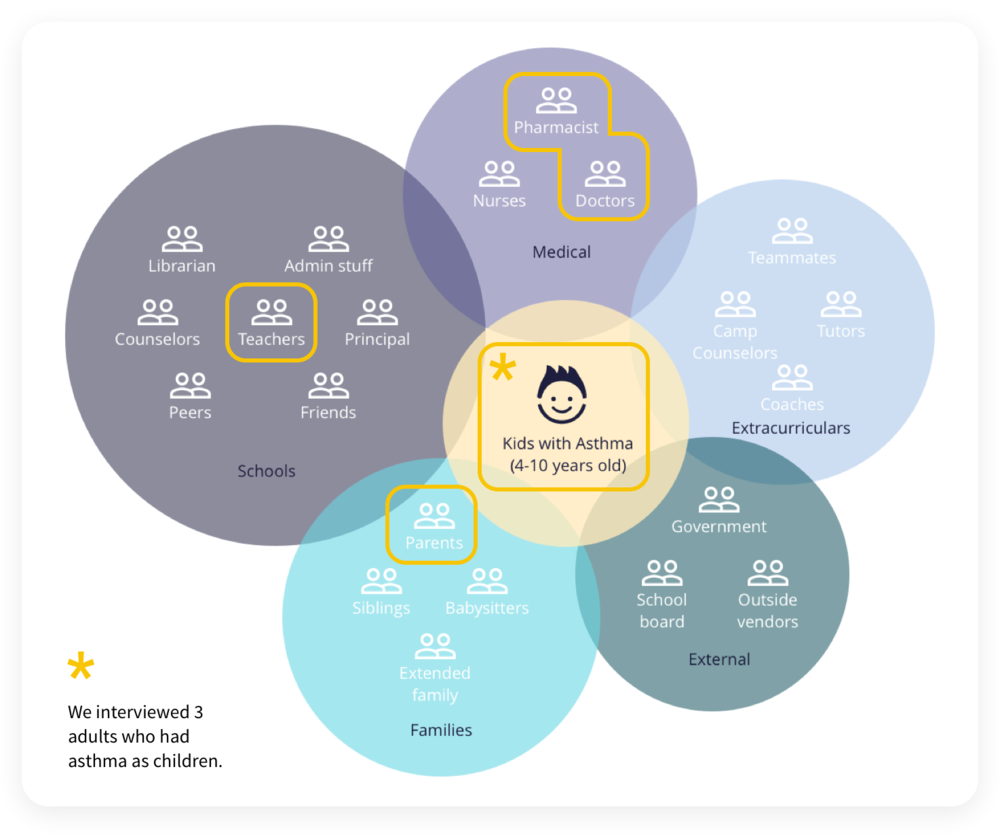 Pharmacist
Nurses
Doctors
Medical
Librarian
Admin stuff
Counselors
Teachers
Principal
Peers
Friends
Schools
Teammates
Camp
Counselors
Tutors
Coaches
Extracurriculars
*
Kids with Asthma
(4-10 years old)
Parents
Siblings
Babysitters
Extended
family
Families
Government
School
board
Outside
vendors
External
*
We interviewed 3
adults who had
asthma as children.